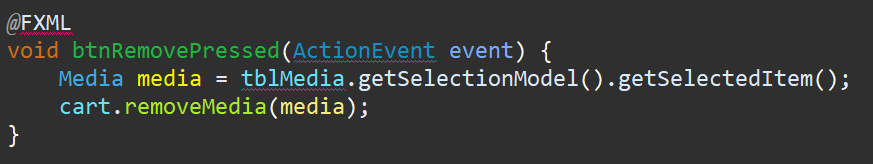 @FXML
void btnRemovePressed(ActionEvent event) {
    Media media = tblMedia.getSelectionModel().getSelectedItem();
    cart.removeMedia(media);
}